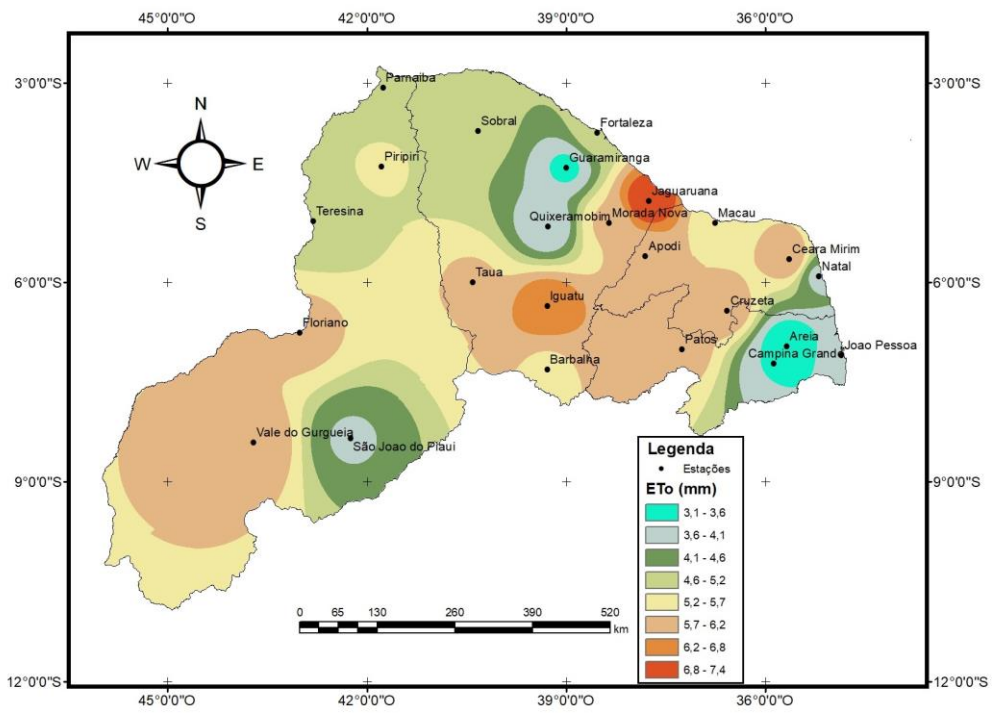 45°0'0"O 42°0'0"O 39°0'0"O 36°0'0"O
3°0'0"S 3°0'0"S
Parnaiba
N
Sobral
Fortaleza
W E
Piripiri
Guaramiranga
S
Jaguaruana
Teresina
Quixeramobim
Morada Nova
Macau
Apodi
Ceara Mirim
Natal
6°0'0"S 6°0'0"S
Taua
Iguatu
Cruzeta
Floriano
Patos
Areia
Joao Pessoa
Barbalha
Campina Grande
Vale do Gurgueia
São Joao do Piaui
9°0'0"S 9°0'0"S
Legenda
Estações
ETo (mm)
3,1 - 3,6
3,6 - 4,1
4,1 - 4,6
4,6 - 5,2
5,2 - 5,7
5,7 - 6,2
6,2 - 6,8
6,8 - 7,4
0 65 130 260 390 520
km
12°0'0"S 12°0'0"S
45°0'0"O 42°0'0"O 39°0'0"O 36°0'0"O